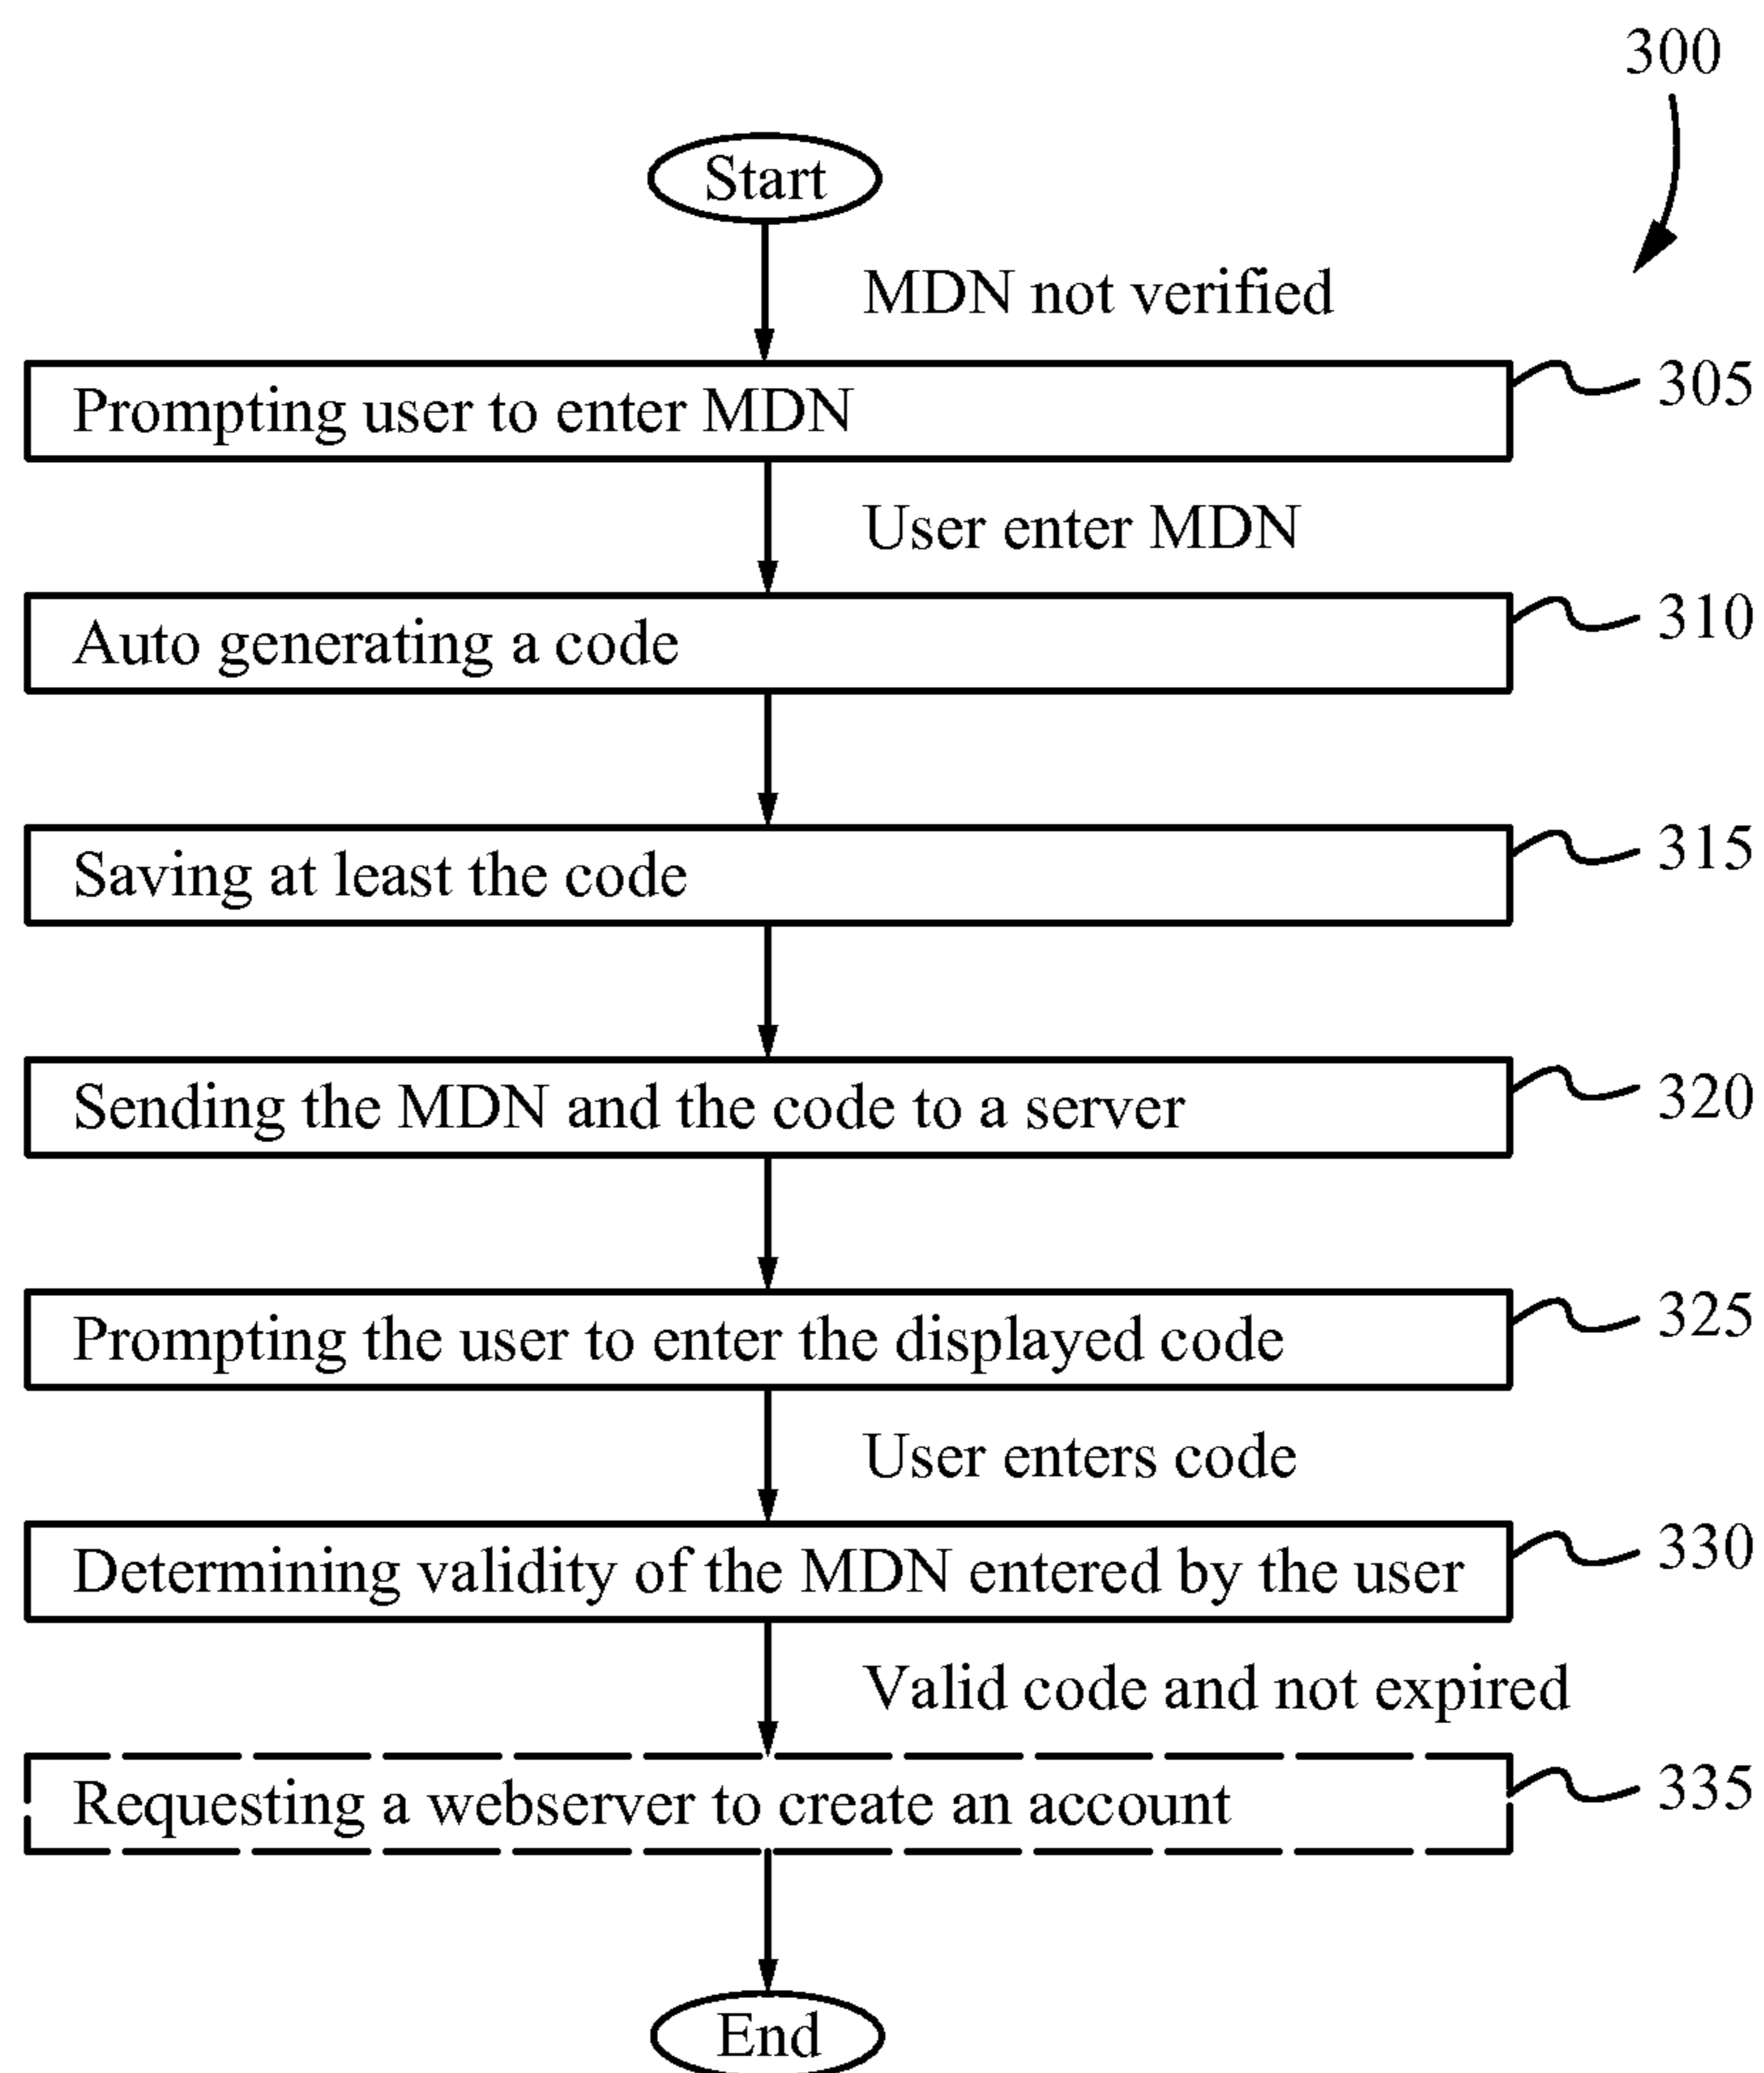 300
Start
MDN not verified
Prompting user to enter MDN
305
User enter MDN
Auto generating a code
310
Saving at least the code
315
Sending the MDN and the code to a server
320
Prompting the user to enter the displayed code
325
User enters code
Determining validity of the MDN entered by the user
330
Valid code and not expired
Requesting a webserver to create an account
335
End